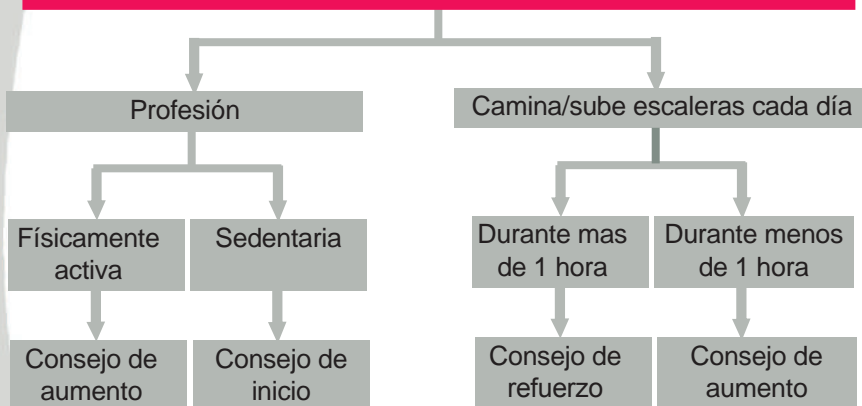 Profesión
Camina/sube escaleras cada día
Físicamente
activa
Sedentaria
Durante mas
de 1 hora
Durante menos
de 1 hora
Consejo de
aumento
Consejo de
inicio
Consejo de
refuerzo
Consejo de
aumento